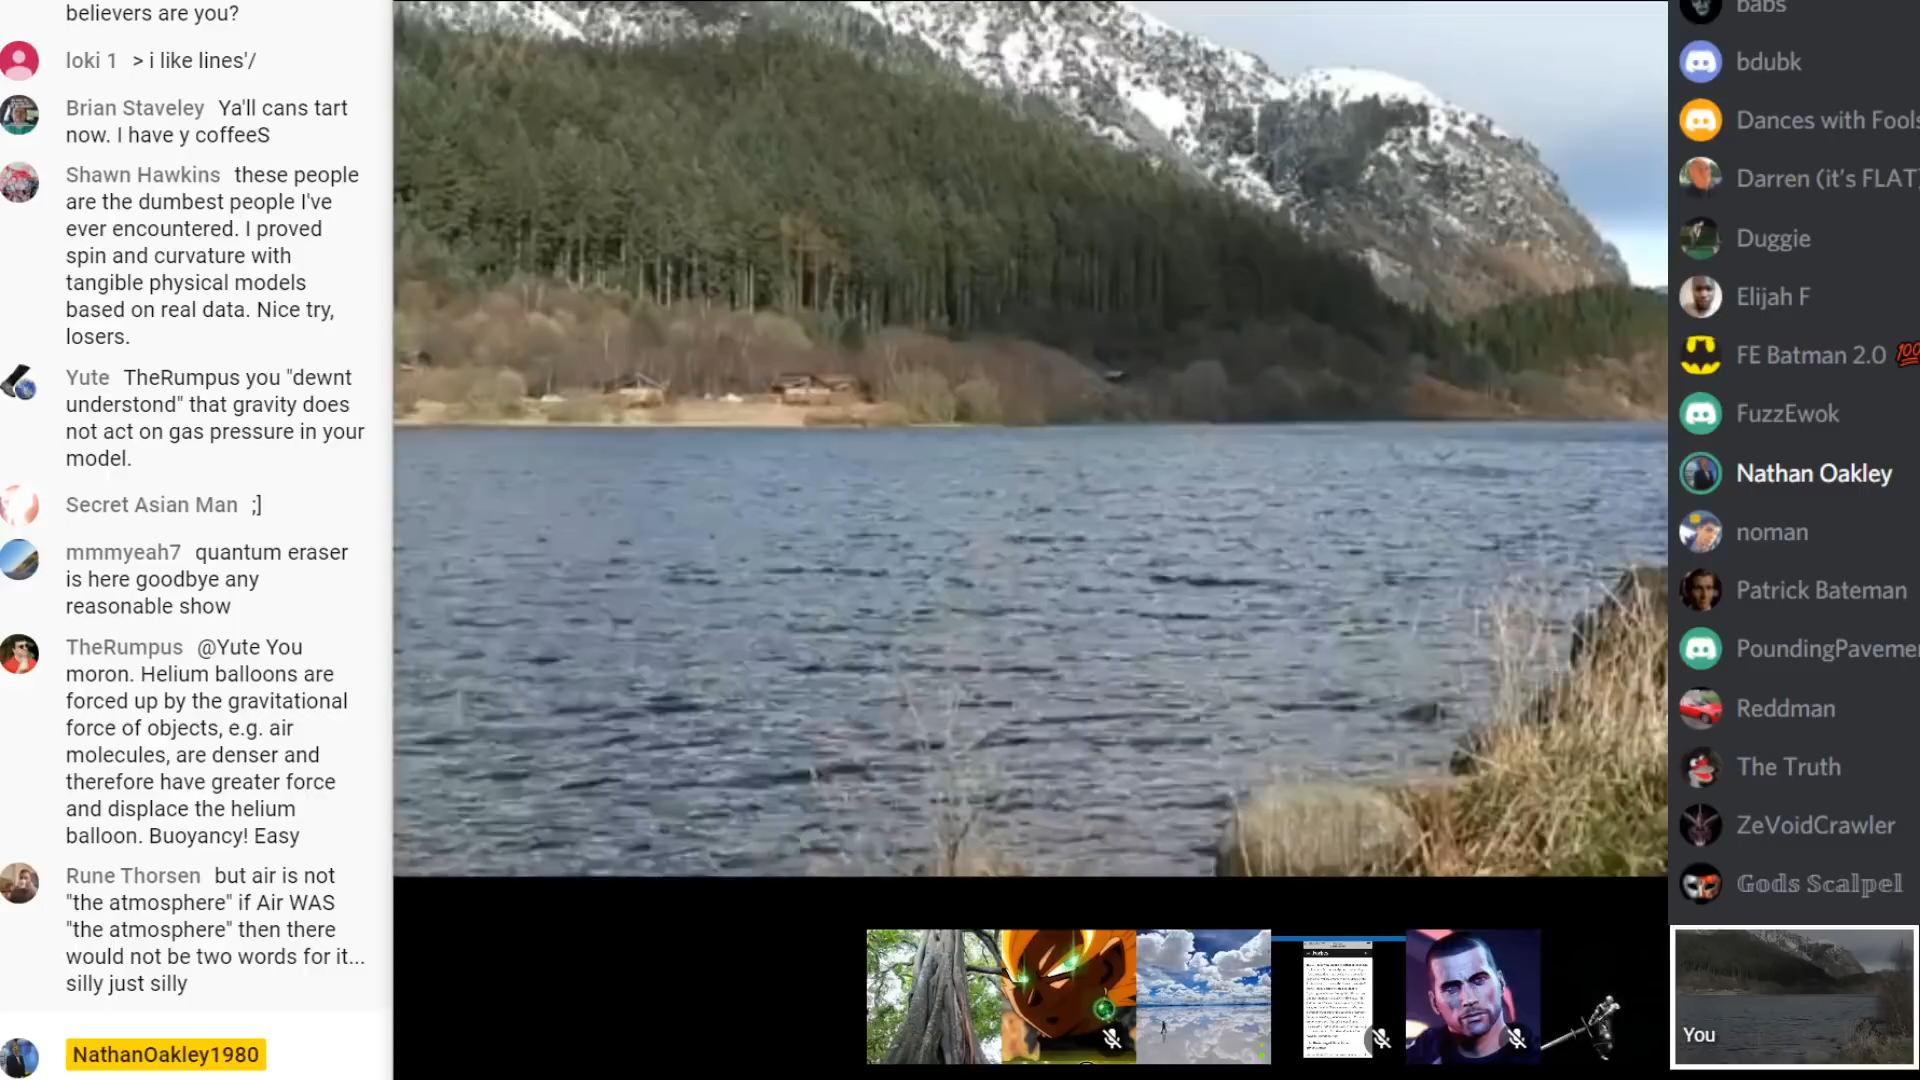 believers are you?
loki 1 > i like lines'/
Brian Staveley Ya'll cans tart
now. I have y coffeeS
Shawn Hawkins these people
are the dumbest people I've
ever encountered. I proved
spin and curvature with
tangible physical models
based on real data. Nice try,
losers.
Yute TheRumpus you "dewnt
understond" that gravity does
not act on gas pressure in your
model.
Secret Asian Man ;]
mmmyeah7 quantum eraser
is here goodbye any
reasonable show
TheRumpus @Yute You
moron. Helium balloons are
forced up by the gravitational
force of objects, e.g. air
molecules, are denser and
therefore have greater force
and displace the helium
balloon. Buoyancy! Easy
Rune Thorsen but air is not
"the atmosphere" if Air WAS
"the atmosphere" then there
would not be two words for it...
silly just silly
NathanOakley1980
babs
bdubk
Dances with Fools
Darren (it's FLAT)
Duggie
Elijah F
FE Batman 2.0 💯
FuzzEwok
Nathan Oakley
noman
Patrick Bateman
PoundingPaveme
Reddman
The Truth
ZeVoidCrawler
Gods Scalpel
You